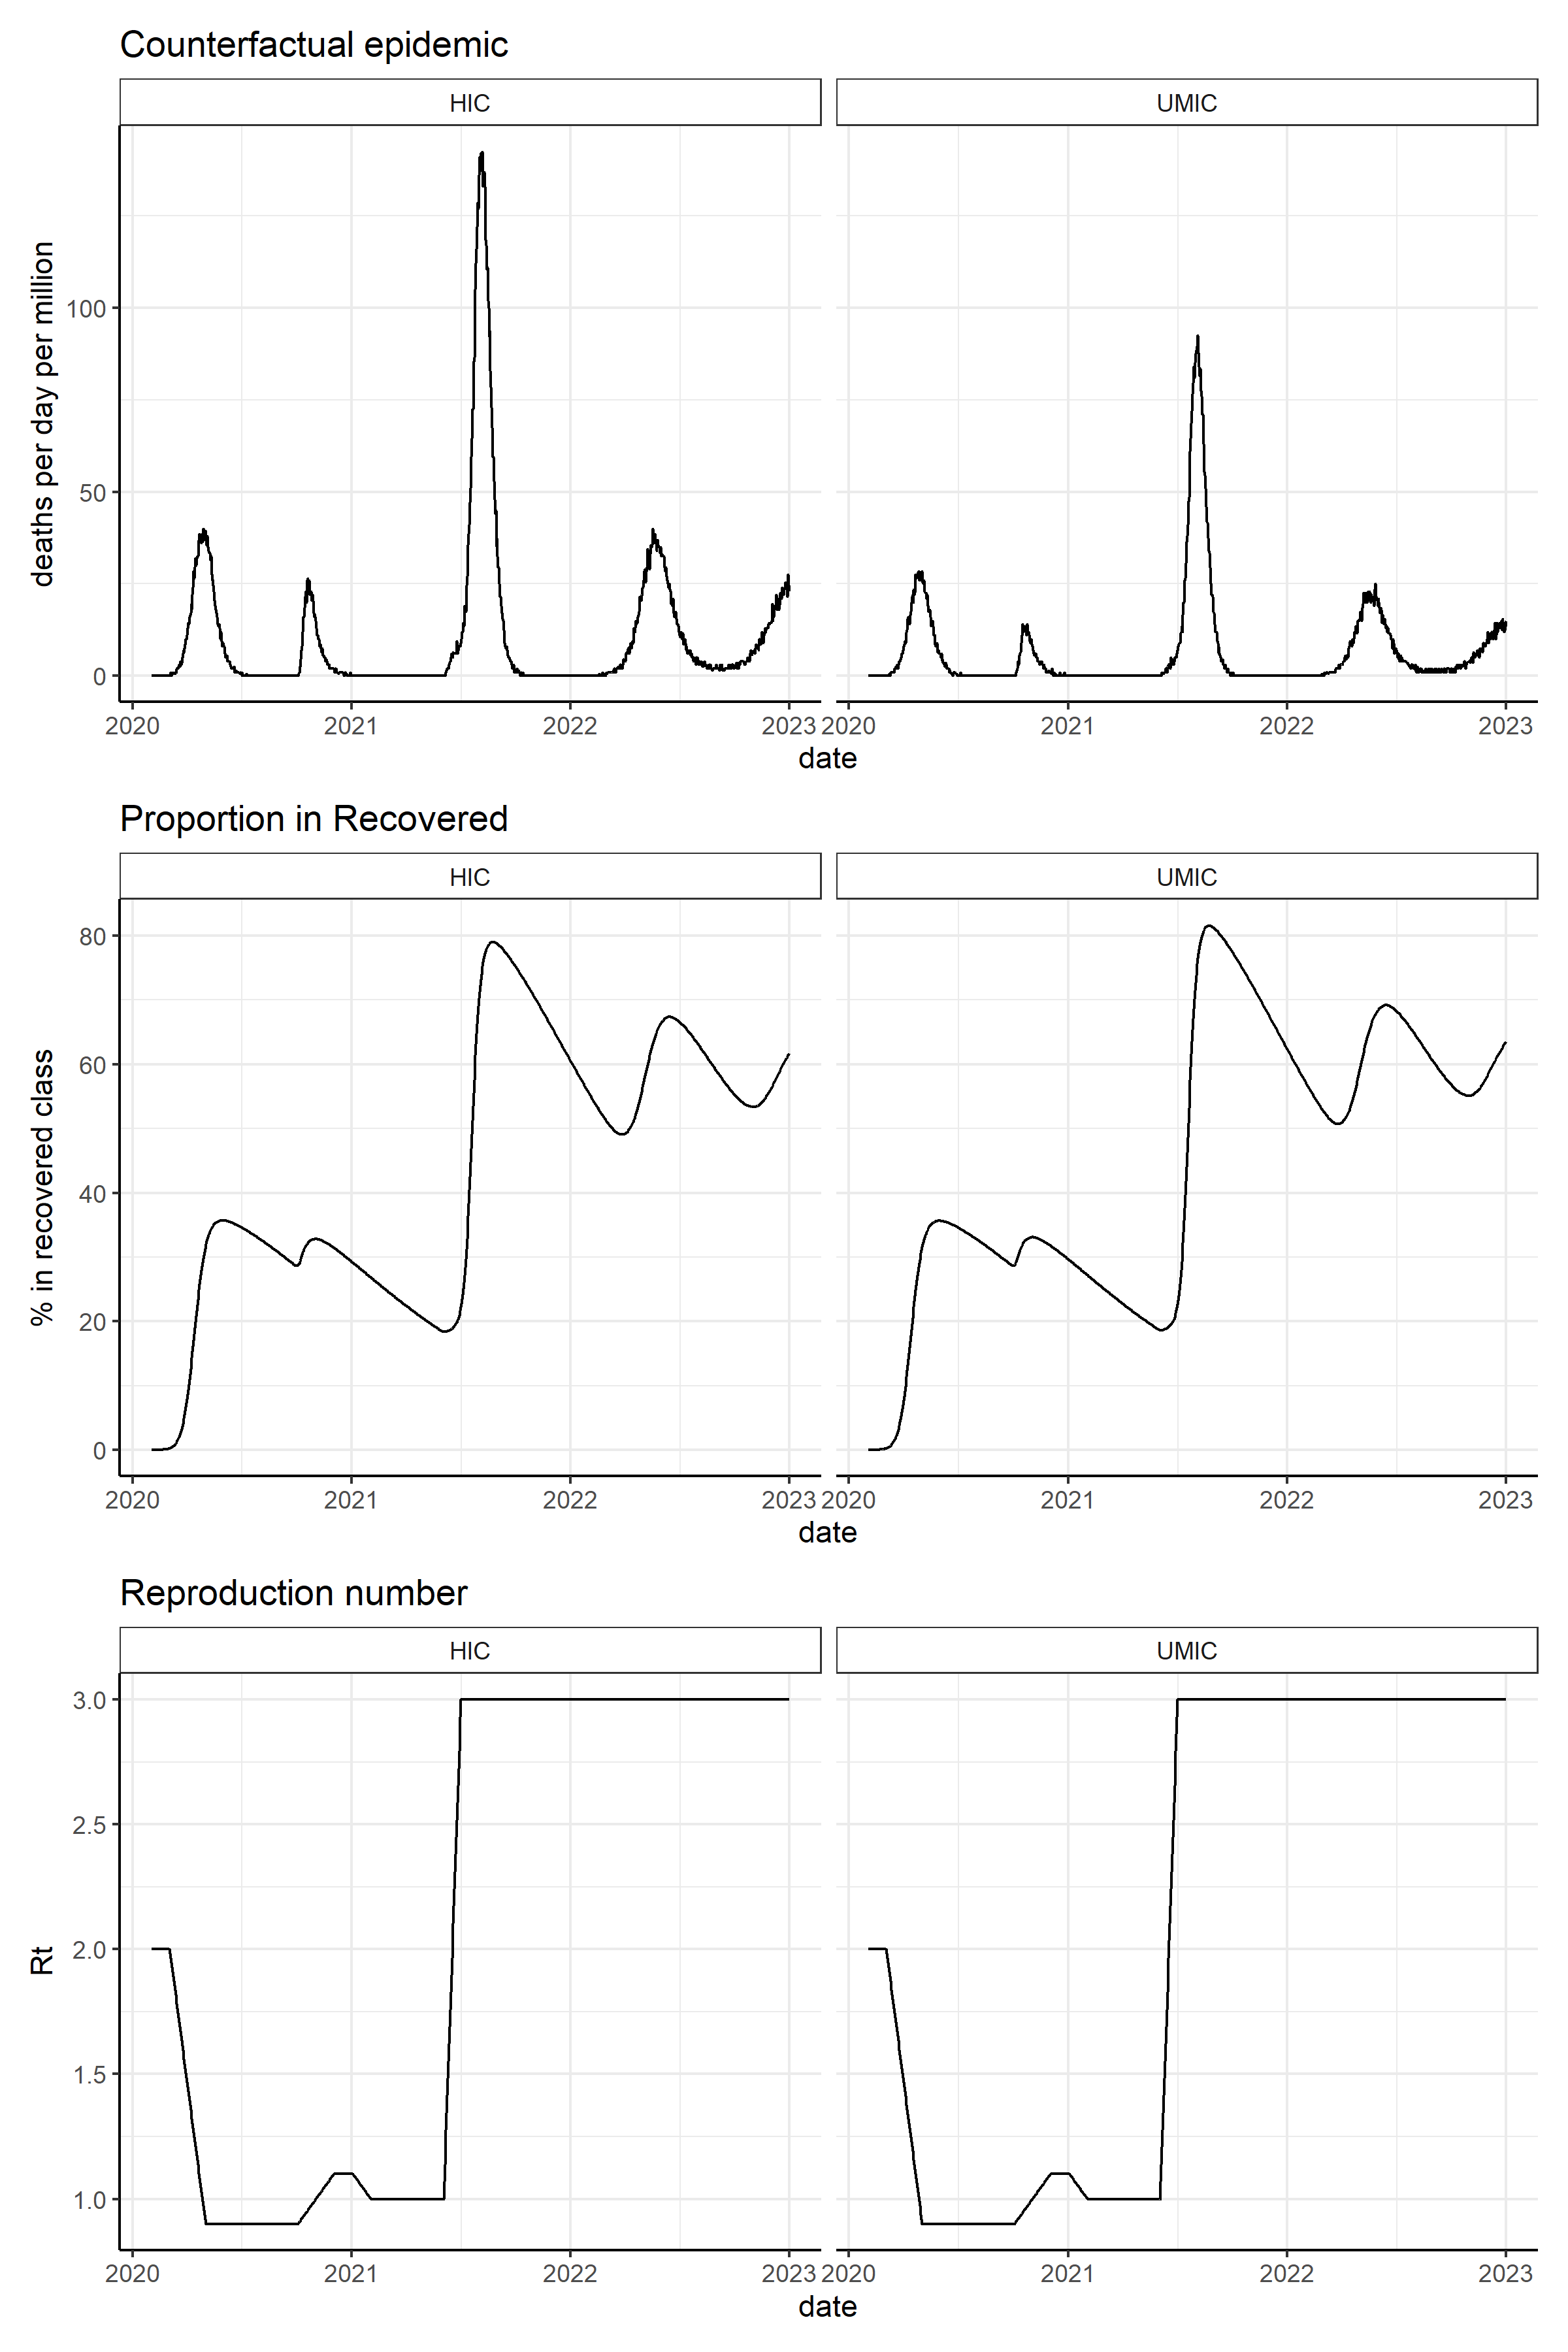 Counterfactual epidemic
HIC UMIC
deaths per day per million
100
50
0
2020 2021 2022 2023 2020 2021 2022 2023
date
Proportion in Recovered
HIC UMIC
% in recovered class
80
60
40
20
0
2020 2021 2022 2023 2020 2021 2022 2023
date
Reproduction number
HIC UMIC
Rt
3.0
2.5
2.0
1.5
1.0
2020 2021 2022 2023 2020 2021 2022 2023
date